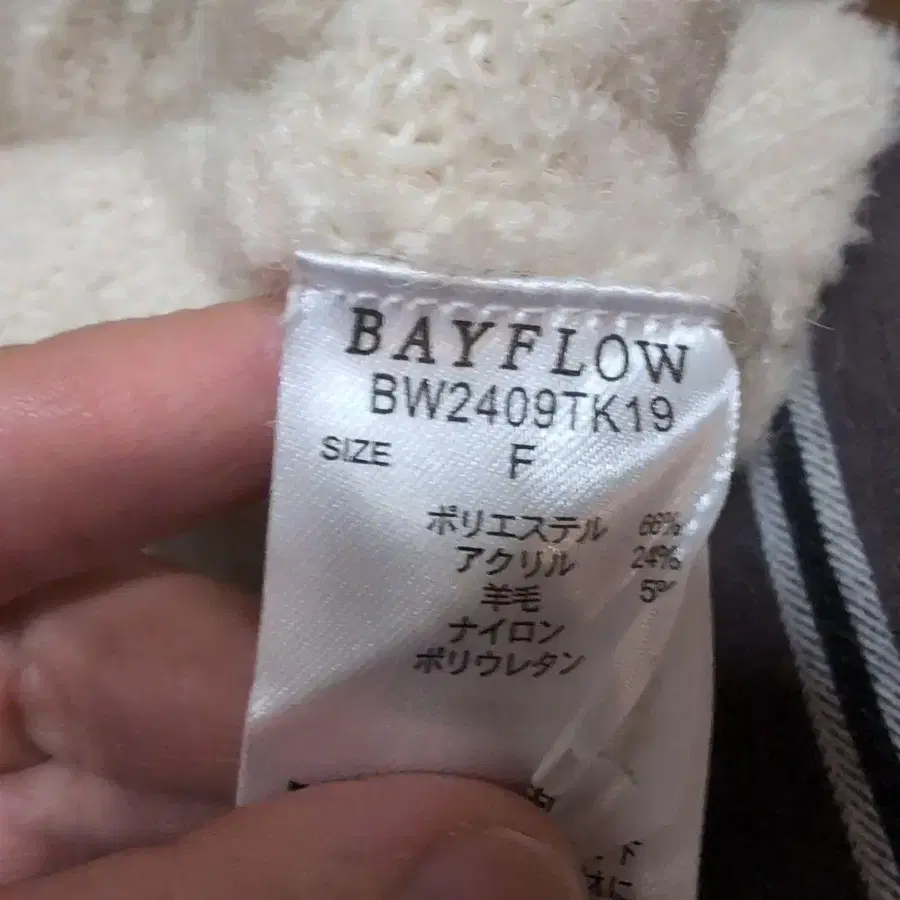 BAYFLOW
BW2409TK19
SIZE F
ポリエステル 66%
アクリル 24%
羊毛 5%
ナイロン
ポリウレタン